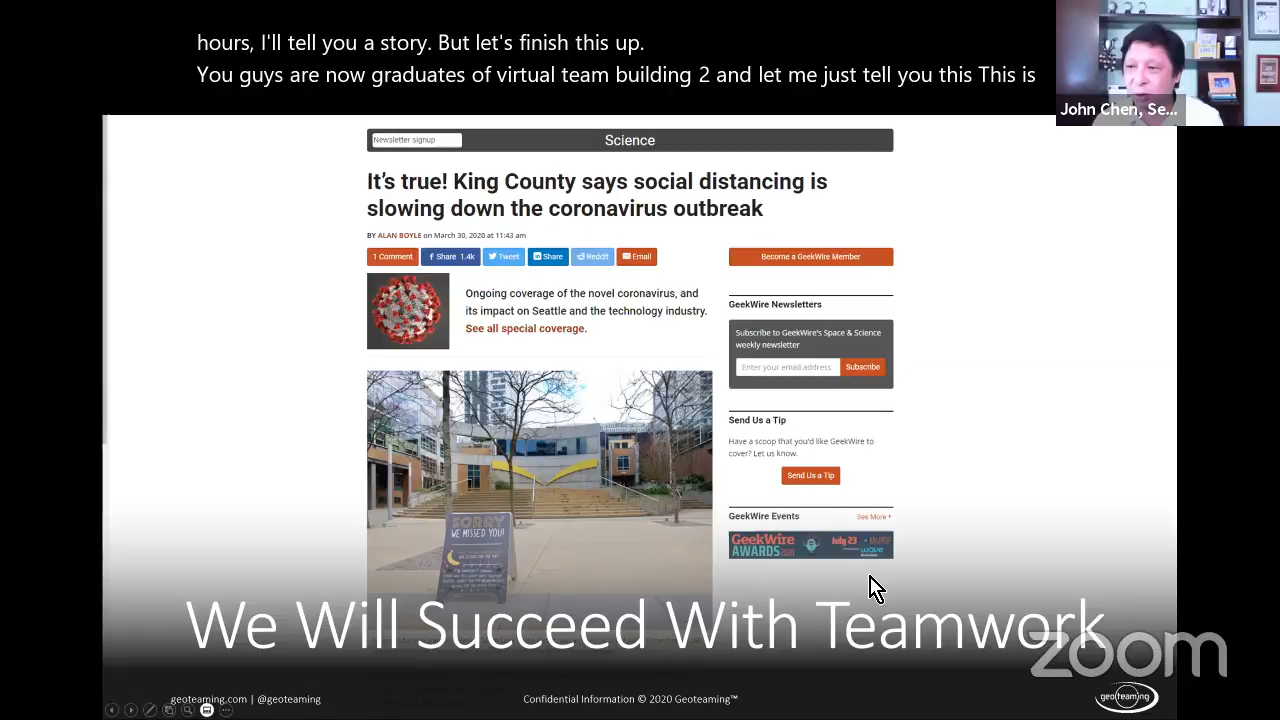 hours, I'll tell you a story. But let's finish this up.
You guys are now graduates of virtual team building 2 and let me just tell you this This is
John Chen, Se...
Newsletter signup
Science
It's true! King County says social distancing is
slowing down the coronavirus outbreak
BY ALAN BOYLE on March 30, 2020 at 11:43 am
1 Comment
Share 1.4k
Tweet
Share
Reddit
Email
Become a GeekWire Member
Ongoing coverage of the novel coronavirus, and
its impact on Seattle and the technology industry.
See all special coverage.
GeekWire Newsletters
Subscribe to GeekWire's Space & Science
weekly newsletter
Enter your email address
Subscribe
Send Us a Tip
Have a scoop that you'd like GeekWire to
cover? Let us know.
Send Us a Tip
GeekWire Events
See More
GeekWire
AWARDS 2020
July 23
SORRY
WE MISSED YOU!
We Will Succeed With Teamwork
zoom
geoteaming.com | @geoteaming
Confidential Information © 2020 Geoteaming™
geoteaming